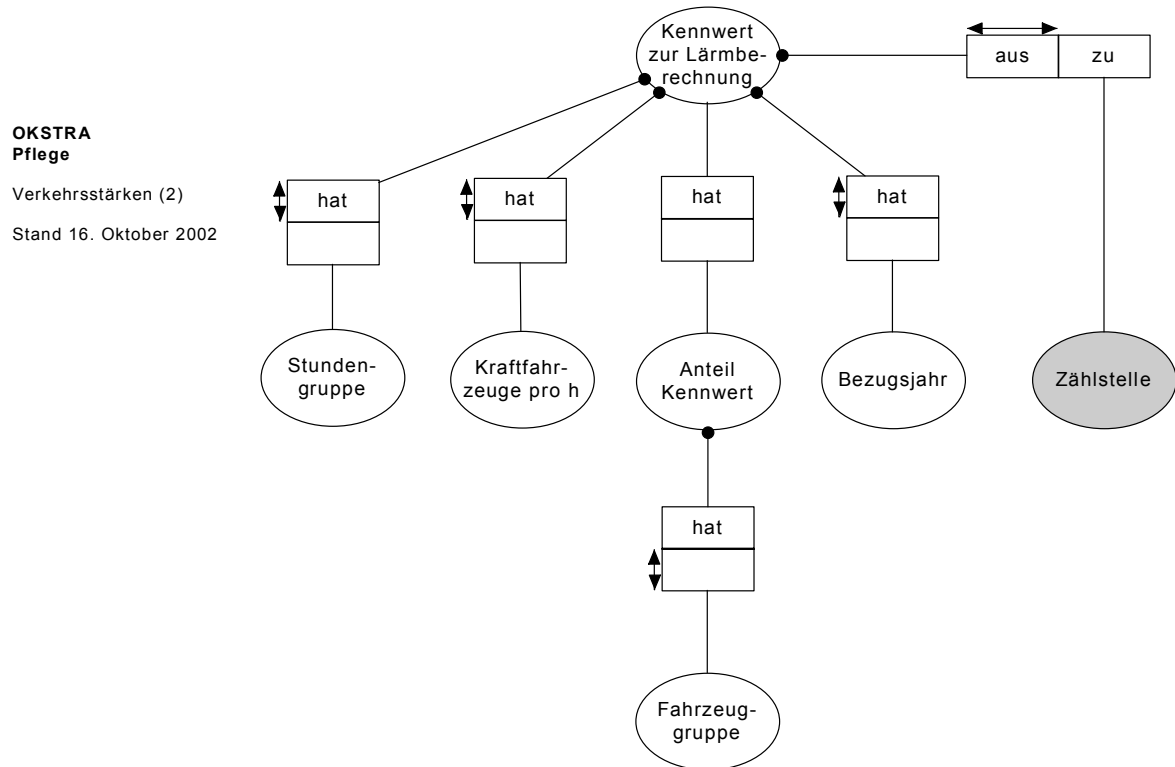 Kennwert
zur Lärmbe-
rechnung
aus
zu
OKSTRA
Pflege
Verkehrsstärken (2)
Stand 16. Oktober 2002
hat
hat
hat
hat
Stunden-
gruppe
Kraftfahr-
zeuge pro h
Anteil
Kennwert
Bezugsjahr
Zählstelle
hat
Fahrzeug-
gruppe